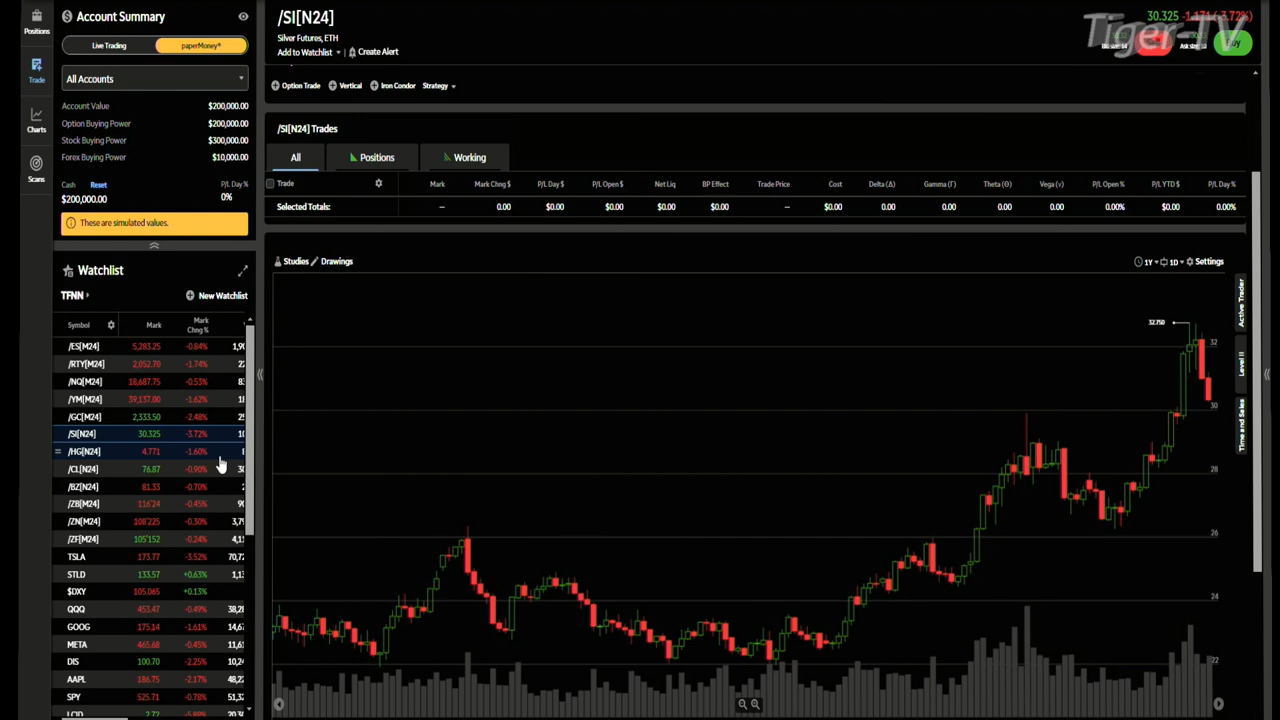 Positions
Trade
Charts
Scans
Account Summary
Live Trading
paperMoney®
All Accounts
Account Value $200,000.00
Option Buying Power $200,000.00
Stock Buying Power $300,000.00
Forex Buying Power $10,000.00
Cash Reset P/L Day %
$200,000.00 0%
These are simulated values.
Watchlist
TFNN
New Watchlist
Symbol Mark Mark Chng %
/ES[M24] 5,283.25 -0.84%
/RTY[M24] 2,052.70 -1.74%
/NQ[M24] 18,687.75 -0.53%
/YM[M24] 39,137.00 -1.62%
/GC[M24] 2,333.50 -2.48%
/SI[N24] 30.325 -3.72%
/HG[N24] 4.771 -1.60%
/CL[N24] 76.87 -0.90%
/BZ[N24] 81.33 -0.70%
/ZB[M24] 116'24 -0.45%
/ZN[M24] 108'225 -0.30%
/ZF[M24] 105'152 -0.24%
TSLA 173.77 -3.52%
STLD 133.57 +0.63%
$DXY 105.065 +0.13%
QQQ 453.47 -0.49%
GOOG 175.14 -1.61%
META 465.68 -0.45%
DIS 100.70 -2.25%
AAPL 186.75 -2.17%
SPY 525.71 -0.78%
LCID 2.72 -5.88%
/SI[N24]
Silver Futures, ETH
Add to Watchlist Create Alert
30.325 -1.171 (-3.72%)
Tiger-TV
Buy
Option Trade Vertical Iron Condor Strategy
/SI[N24] Trades
All Positions Working
Trade Mark Mark Chng $ P/L Day $ P/L Open $ Net Liq BP Effect Trade Price Cost Delta (Δ) Gamma (Γ) Theta (Θ) Vega (ν) P/L Open % P/L YTD $ P/L Day %
Selected Totals: – 0.00 $0.00 $0.00 $0.00 $0.00 – $0.00 0.00 0.00 0.00 0.00 0.00% $0.00 0.00%
Studies Drawings
1Y 1D Settings
32.750
32
30
28
26
24
22
Active Trader
Level II
Time and Sales